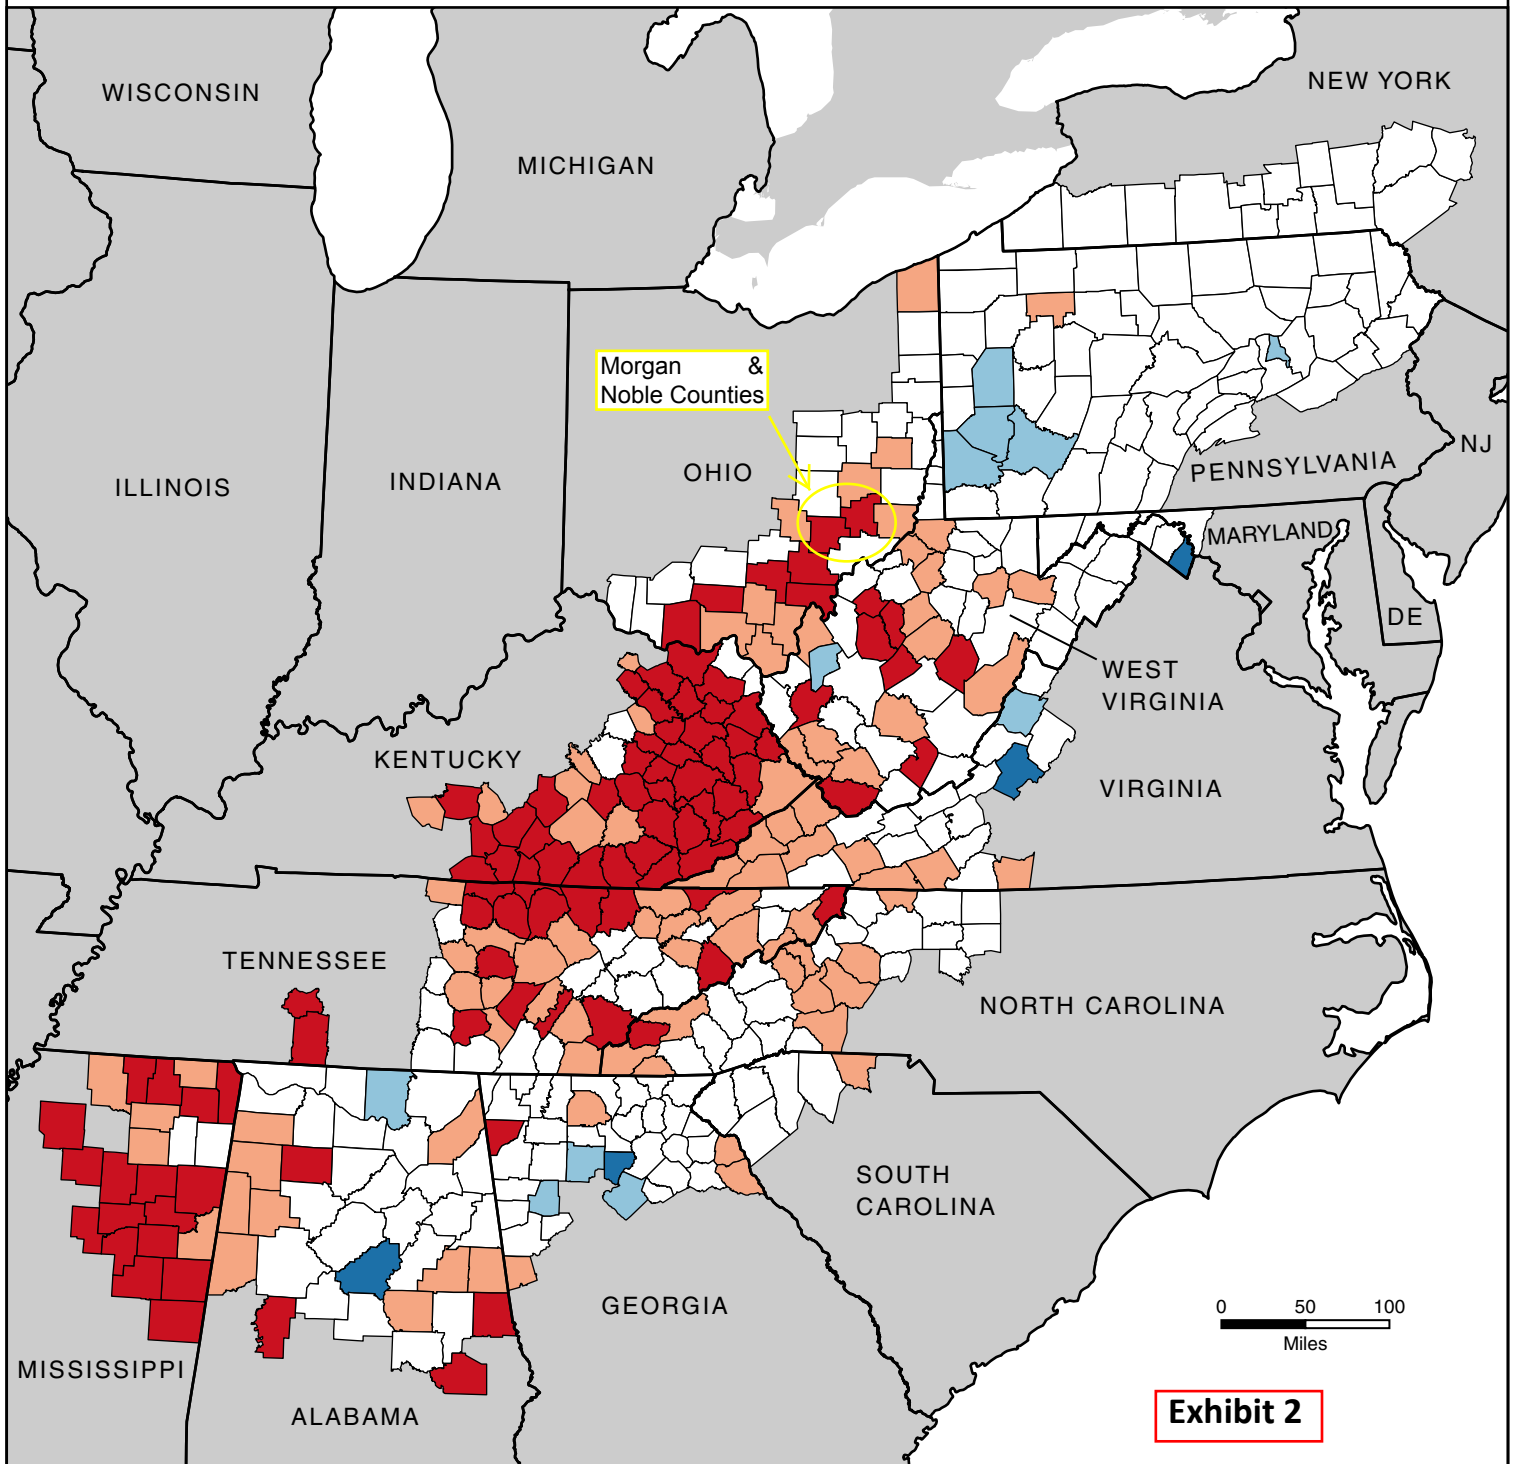 WISCONSIN
MICHIGAN
NEW YORK
Morgan &
Noble Counties
ILLINOIS
INDIANA
OHIO
PENNSYLVANIA
NJ
MARYLAND
DE
WEST
VIRGINIA
KENTUCKY
VIRGINIA
TENNESSEE
NORTH CAROLINA
SOUTH
CAROLINA
GEORGIA
MISSISSIPPI
ALABAMA
0 50 100
Miles
Exhibit 2